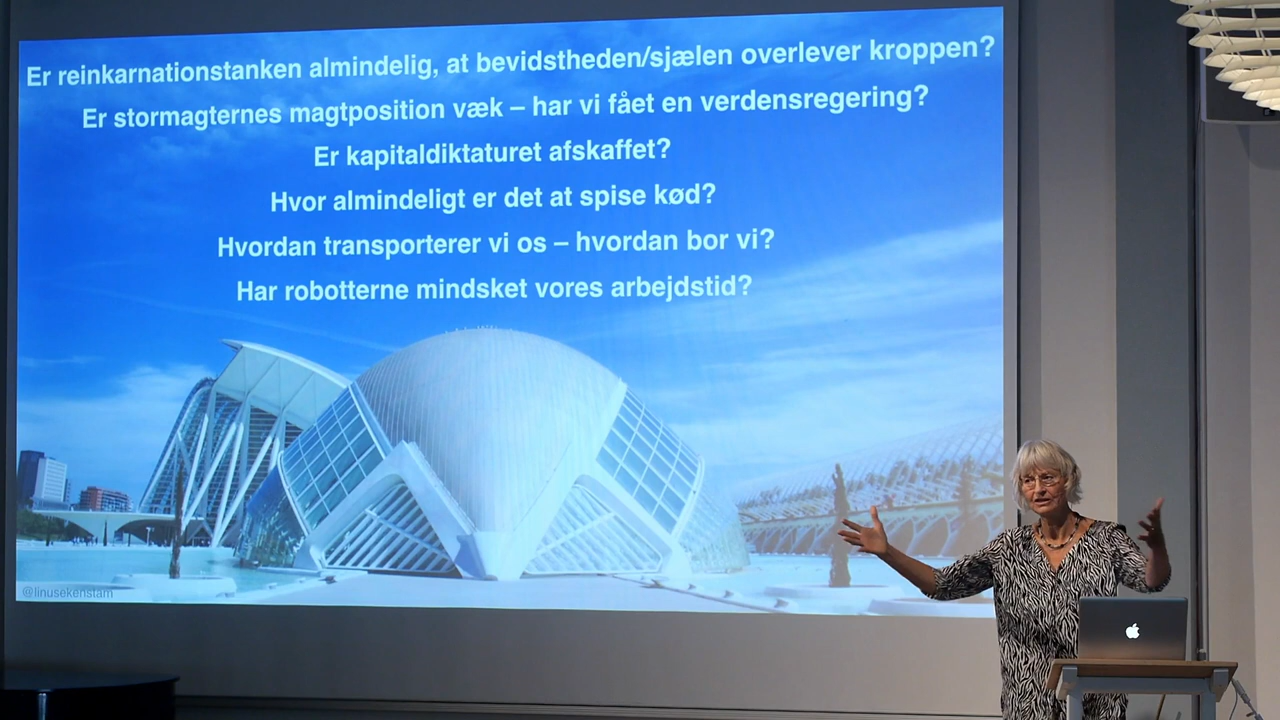 Er reinkarnationstanken almindelig, at bevidstheden/sjælen overlever kroppen?
Er stormagternes magtposition væk – har vi fået en verdensregering?
Er kapitaldiktaturet afskaffet?
Hvor almindeligt er det at spise kød?
Hvordan transporterer vi os – hvordan bor vi?
Har robotterne mindsket vores arbejdstid?
@linusekenstam